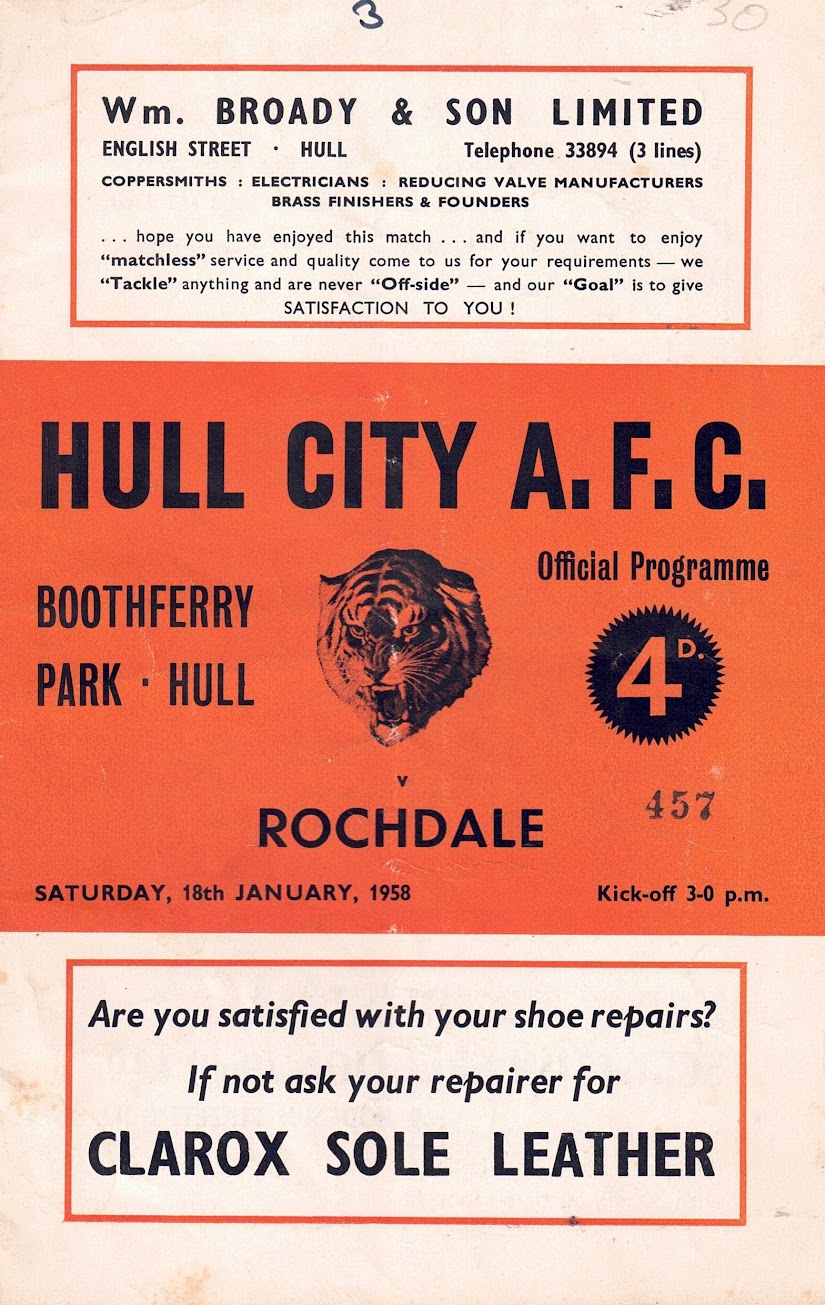 3
30
Wm. BROADY & SON LIMITED
ENGLISH STREET · HULL Telephone 33894 (3 lines)
COPPERSMITHS : ELECTRICIANS : REDUCING VALVE MANUFACTURERS
BRASS FINISHERS & FOUNDERS
... hope you have enjoyed this match ... and if you want to enjoy
“matchless” service and quality come to us for your requirements — we
“Tackle” anything and are never “Off-side” — and our “Goal” is to give
SATISFACTION TO YOU !
HULL CITY A.F.C.
Official Programme
BOOTHFERRY
PARK · HULL
4D.
v
ROCHDALE
457
SATURDAY, 18th JANUARY, 1958 Kick-off 3-0 p.m.
Are you satisfied with your shoe repairs?
If not ask your repairer for
CLAROX SOLE LEATHER